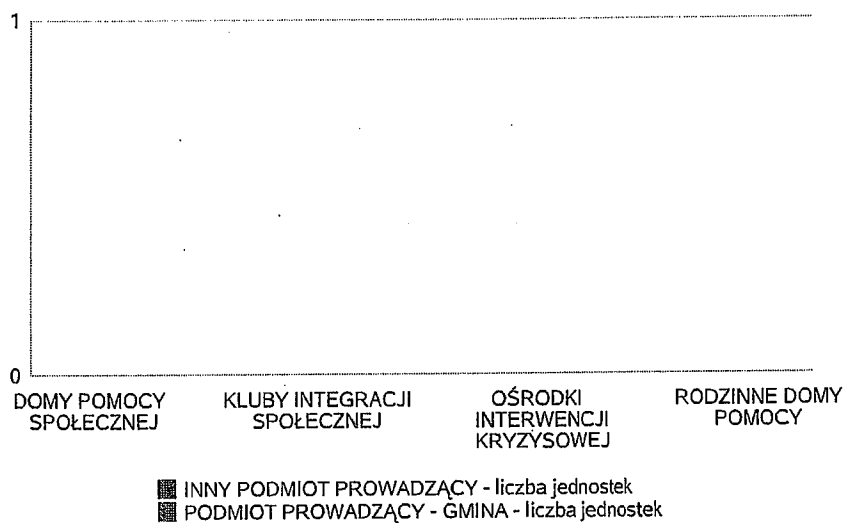 1
0
DOMY POMOCY SPOŁECZNEJ
KLUBY INTEGRACJI SPOŁECZNEJ
OŚRODKI INTERWENCJI KRYZYSOWEJ
RODZINNE DOMY POMOCY
INNY PODMIOT PROWADZĄCY - liczba jednostek
PODMIOT PROWADZĄCY - GMINA - liczba jednostek